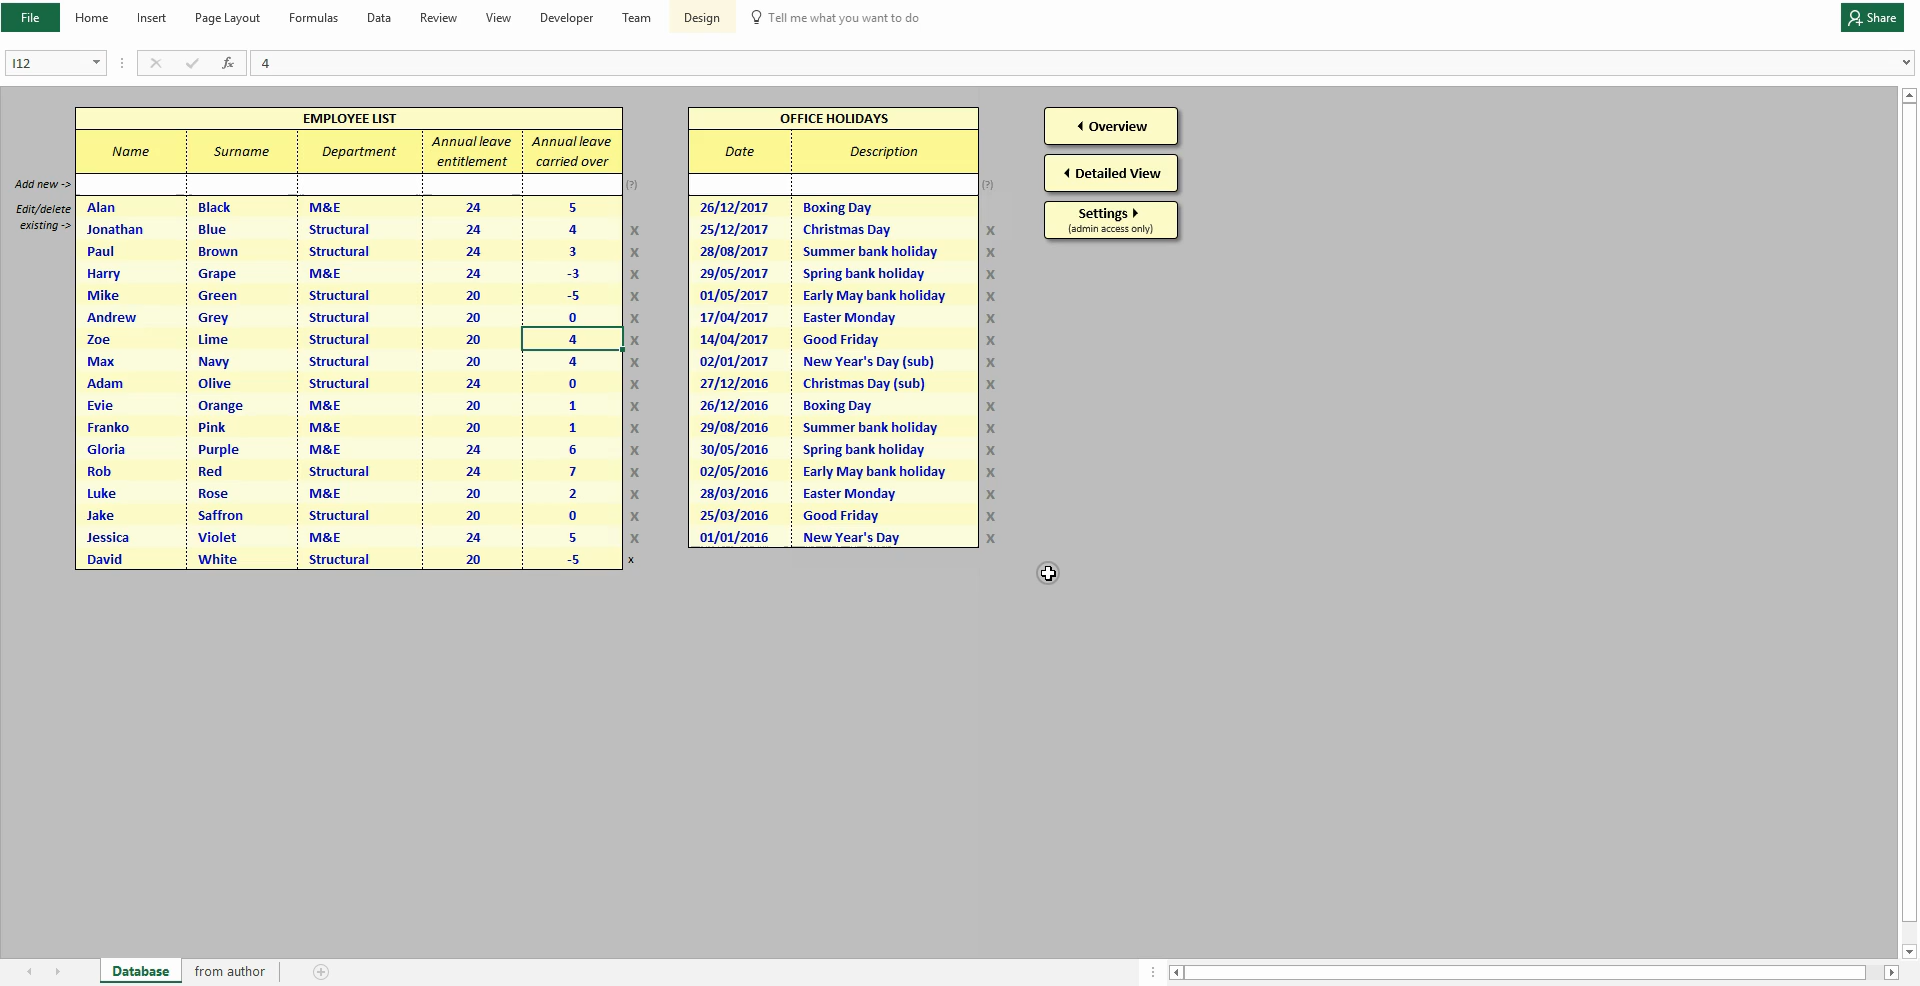 File Home Insert Page Layout Formulas Data Review View Developer Team Design Tell me what you want to do Share
I12 fx 4
EMPLOYEE LIST
Name Surname Department Annual leave entitlement Annual leave carried over
Add new -> (?)
Edit/delete existing ->
Alan Black M&E 24 5
Jonathan Blue Structural 24 4 X
Paul Brown Structural 24 3 X
Harry Grape M&E 24 -3 X
Mike Green Structural 20 -5 X
Andrew Grey Structural 20 0 X
Zoe Lime Structural 20 4 X
Max Navy Structural 20 4 X
Adam Olive Structural 24 0 X
Evie Orange M&E 20 1 X
Franko Pink M&E 20 1 X
Gloria Purple M&E 24 6 X
Rob Red Structural 24 7 X
Luke Rose M&E 20 2 X
Jake Saffron Structural 20 0 X
Jessica Violet M&E 24 5 X
David White Structural 20 -5 x
OFFICE HOLIDAYS
Date Description
(?)
26/12/2017 Boxing Day
25/12/2017 Christmas Day X
28/08/2017 Summer bank holiday X
29/05/2017 Spring bank holiday X
01/05/2017 Early May bank holiday X
17/04/2017 Easter Monday X
14/04/2017 Good Friday X
02/01/2017 New Year's Day (sub) X
27/12/2016 Christmas Day (sub) X
26/12/2016 Boxing Day X
29/08/2016 Summer bank holiday X
30/05/2016 Spring bank holiday X
02/05/2016 Early May bank holiday X
28/03/2016 Easter Monday X
25/03/2016 Good Friday X
01/01/2016 New Year's Day X
Overview
Detailed View
Settings
(admin access only)
Database from author